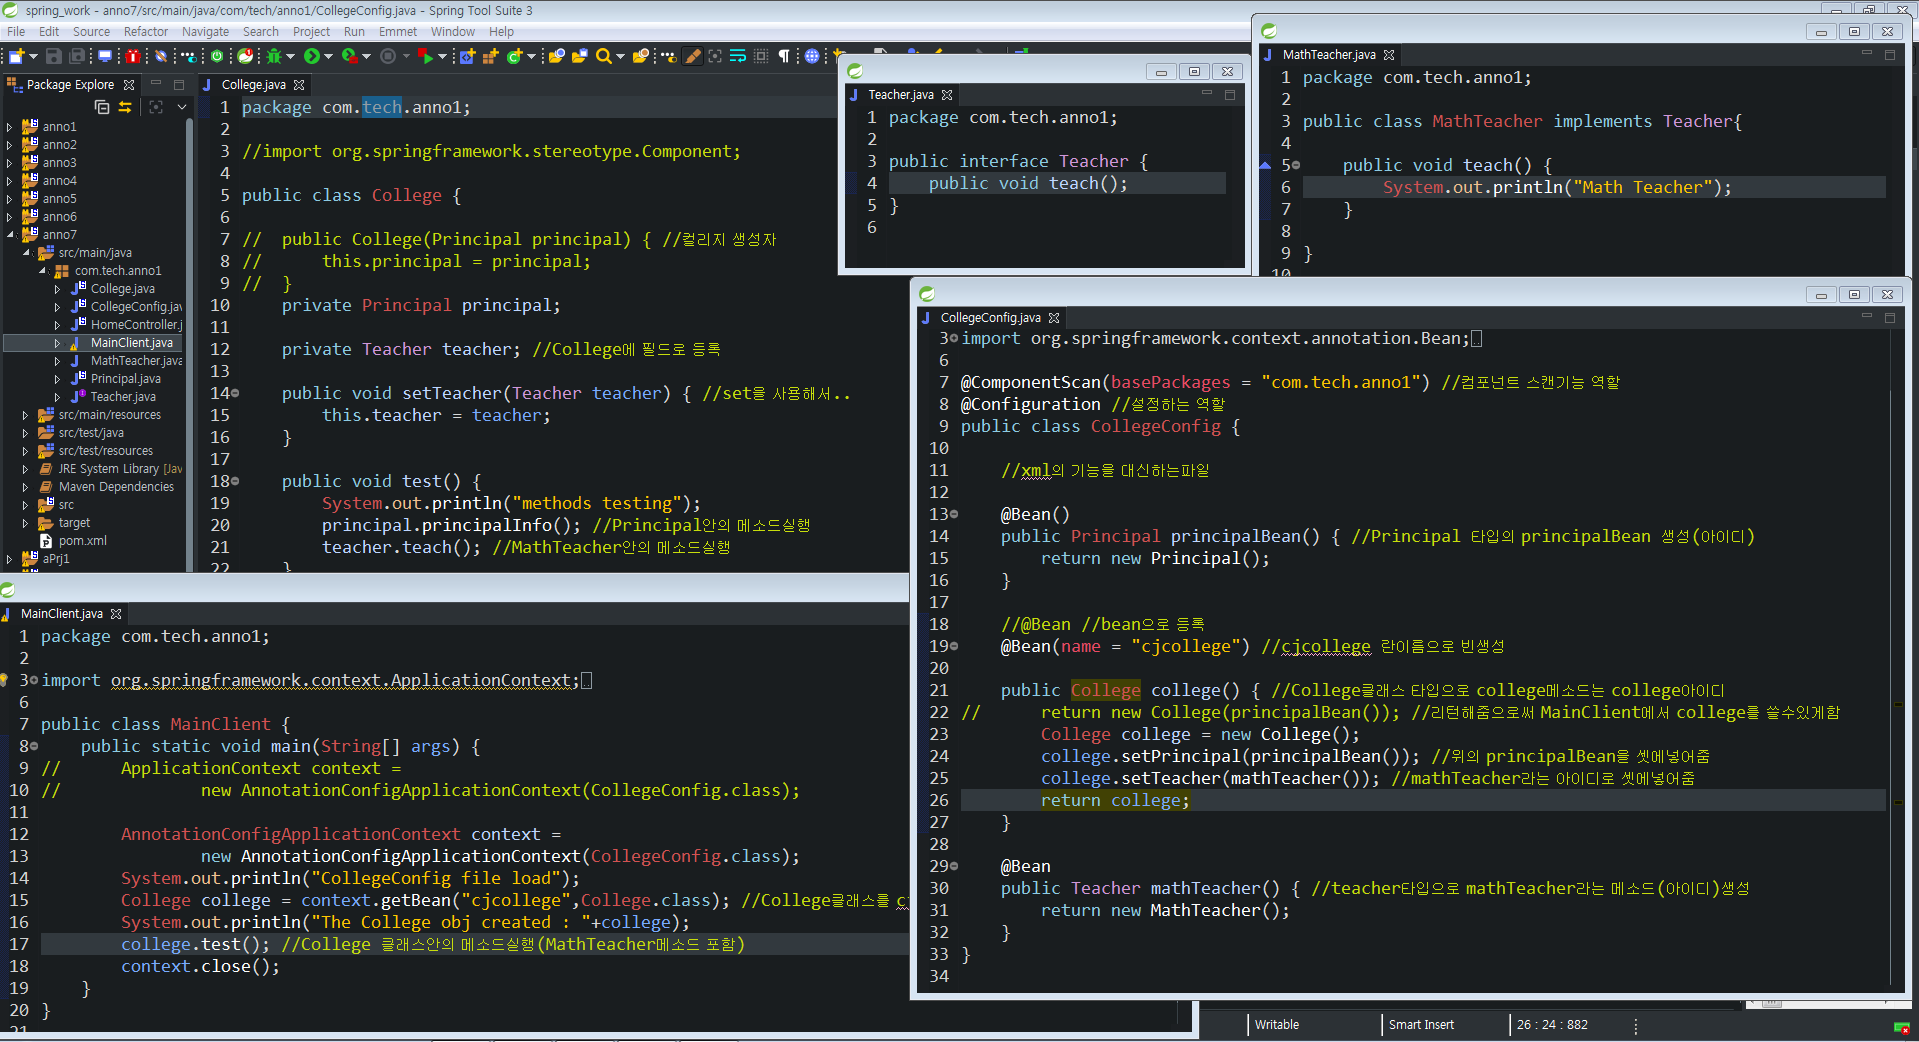 spring_work - anno7/src/main/java/com/tech/anno1/CollegeConfig.java - Spring Tool Suite 3
File Edit Source Refactor Navigate Search Project Run Emmet Window Help
Package Explore
anno1
anno2
anno3
anno4
anno5
anno6
anno7
src/main/java
com.tech.anno1
College.java
CollegeConfig.jav
HomeController.j
MainClient.java
MathTeacher.java
Principal.java
Teacher.java
src/main/resources
src/test/java
src/test/resources
JRE System Library [Jav
Maven Dependencies
src
target
pom.xml
aPrj1
College.java
1 package com.tech.anno1;
2
3 //import org.springframework.stereotype.Component;
4
5 public class College {
6
7 //  public College(Principal principal) { //컬리지 생성자
8 //      this.principal = principal;
9 //  }
10     private Principal principal;
11
12     private Teacher teacher; //College에 필드로 등록
13
14     public void setTeacher(Teacher teacher) { //set을 사용해서..
15         this.teacher = teacher;
16     }
17
18     public void test() {
19         System.out.println("methods testing");
20         principal.principalInfo(); //Principal안의 메소드실행
21         teacher.teach(); //MathTeacher안의 메소드실행
22     }
Teacher.java
1 package com.tech.anno1;
2
3 public interface Teacher {
4     public void teach();
5 }
6
MathTeacher.java
1 package com.tech.anno1;
2
3 public class MathTeacher implements Teacher{
4
5     public void teach() {
6         System.out.println("Math Teacher");
7     }
8
9 }
10
MainClient.java
1 package com.tech.anno1;
2
3 import org.springframework.context.ApplicationContext;
6
7 public class MainClient {
8     public static void main(String[] args) {
9 //      ApplicationContext context =
10 //              new AnnotationConfigApplicationContext(CollegeConfig.class);
11
12         AnnotationConfigApplicationContext context =
13                 new AnnotationConfigApplicationContext(CollegeConfig.class);
14         System.out.println("CollegeConfig file load");
15         College college = context.getBean("cjcollege",College.class); //College클래스를 c
16         System.out.println("The College obj created : "+college);
17         college.test(); //College 클래스안의 메소드실행(MathTeacher메소드 포함)
18         context.close();
19     }
20 }
21
CollegeConfig.java
3 import org.springframework.context.annotation.Bean;
6
7 @ComponentScan(basePackages = "com.tech.anno1") //컴포넌트 스캔기능 역할
8 @Configuration //설정하는 역할
9 public class CollegeConfig {
10
11     //xml의 기능을 대신하는파일
12
13     @Bean()
14     public Principal principalBean() { //Principal 타입의 principalBean 생성(아이디)
15         return new Principal();
16     }
17
18     //@Bean //bean으로 등록
19     @Bean(name = "cjcollege") //cjcollege 란이름으로 빈생성
20
21     public College college() { //College클래스 타입으로 college메소드는 college아이디
22 //      return new College(principalBean()); //리턴해줌으로써 MainClient에서 college를 쓸수있게함
23         College college = new College();
24         college.setPrincipal(principalBean()); //위의 principalBean을 셋에넣어줌
25         college.setTeacher(mathTeacher()); //mathTeacher라는 아이디로 셋에넣어줌
26         return college;
27     }
28
29     @Bean
30     public Teacher mathTeacher() { //teacher타입으로 mathTeacher라는 메소드(아이디)생성
31         return new MathTeacher();
32     }
33 }
34
Writable Smart Insert 26 : 24 : 882